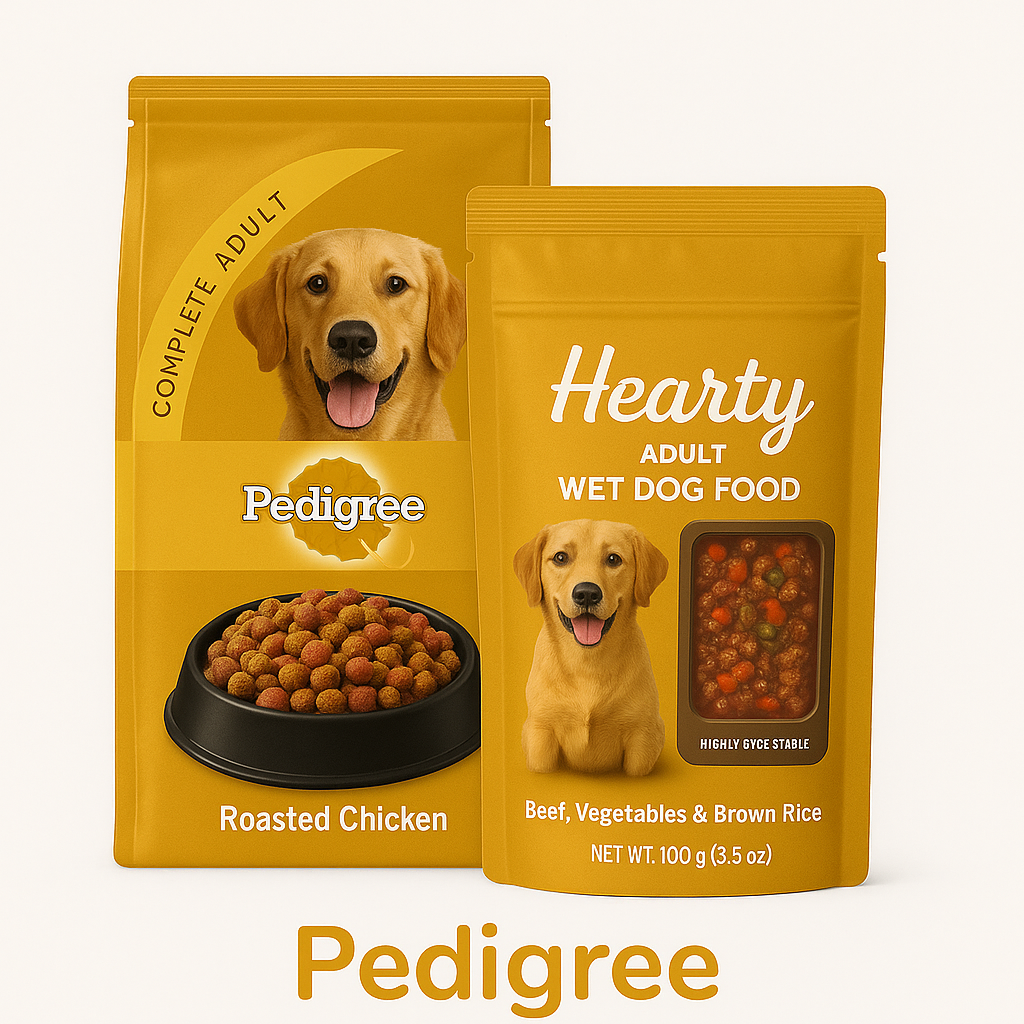 COMPLETE ADULT
Pedigree
Roasted Chicken
Hearty
ADULT
WET DOG FOOD
HIGHLY GYCE STABLE
Beef, Vegetables & Brown Rice
NET WT. 100 g (3.5 oz)
Pedigree